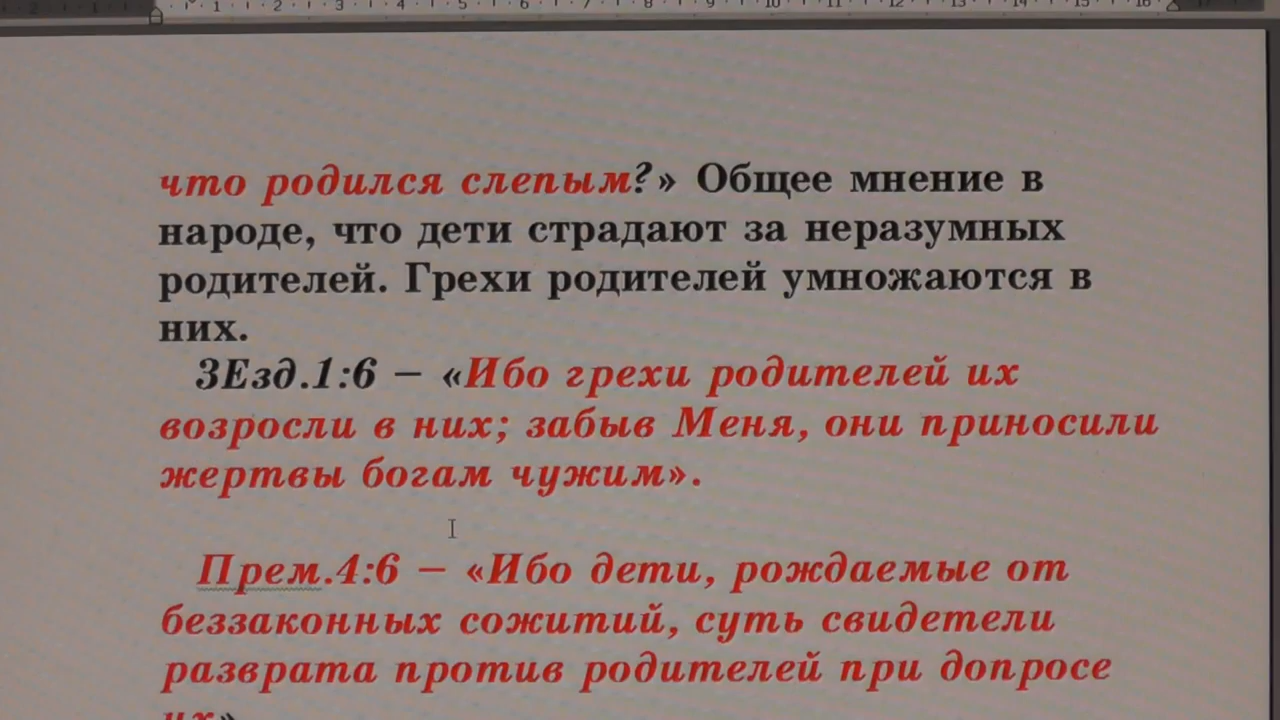 что родился слепым?» Общее мнение в
народе, что дети страдают за неразумных
родителей. Грехи родителей умножаются в
них.
3Езд.1:6 – «Ибо грехи родителей их
возросли в них; забыв Меня, они приносили
жертвы богам чужим».
Прем.4:6 – «Ибо дети, рождаемые от
беззаконных сожитий, суть свидетели
разврата против родителей при допросе
их»